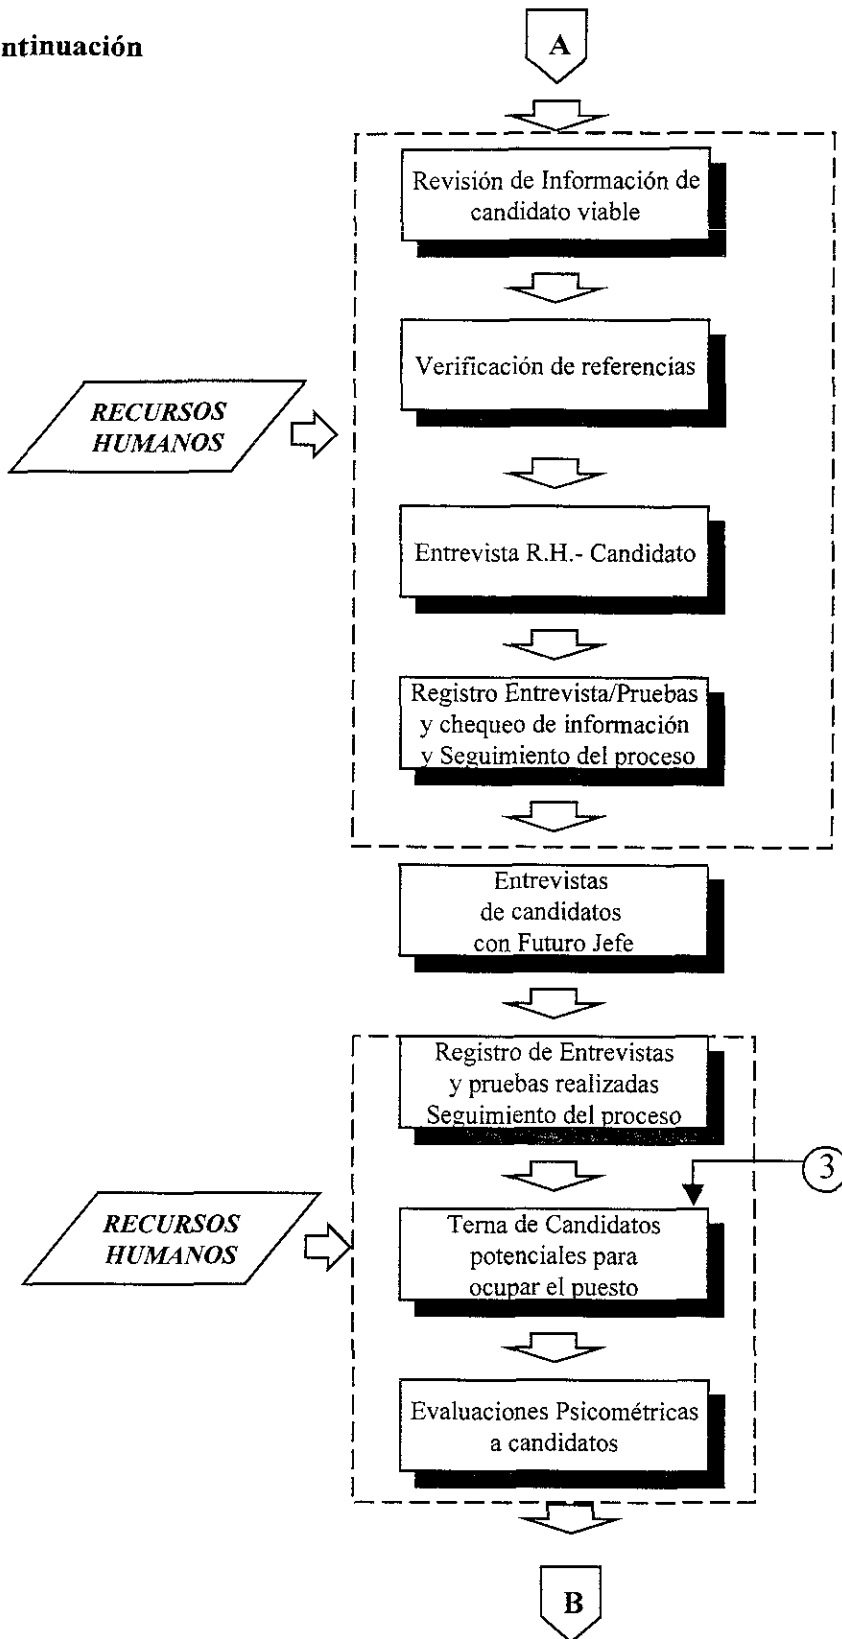 ntinuación
A
Revisión de Información de
candidato viable
Verificación de referencias
RECURSOS
HUMANOS
Entrevista R.H.- Candidato
Registro Entrevista/Pruebas
y chequeo de información
y Seguimiento del proceso
Entrevistas
de candidatos
con Futuro Jefe
Registro de Entrevistas
y pruebas realizadas
Seguimiento del proceso
3
RECURSOS
HUMANOS
Terna de Candidatos
potenciales para
ocupar el puesto
Evaluaciones Psicométricas
a candidatos
B